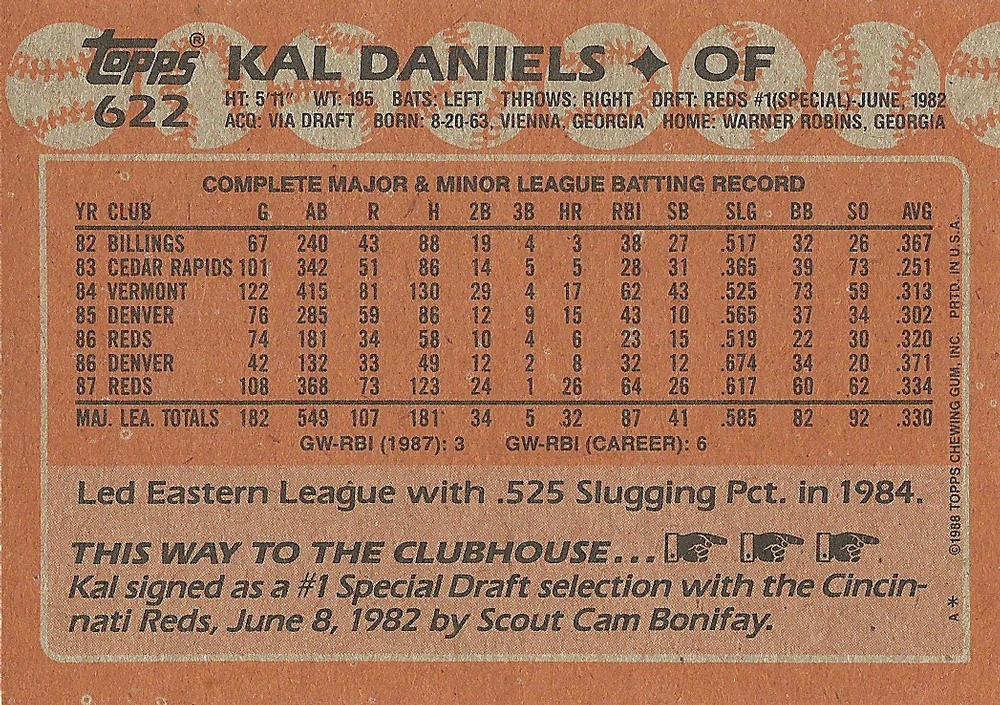 topps® KAL DANIELS ✦ OF
622 HT: 5'11" WT: 195 BATS: LEFT THROWS: RIGHT DRFT: REDS #1(SPECIAL)-JUNE, 1982
ACQ: VIA DRAFT BORN: 8-20-63, VIENNA, GEORGIA HOME: WARNER ROBINS, GEORGIA
COMPLETE MAJOR & MINOR LEAGUE BATTING RECORD
YR CLUB G AB R H 2B 3B HR RBI SB SLG BB SO AVG
82 BILLINGS 67 240 43 88 19 4 3 38 27 .517 32 26 .367
83 CEDAR RAPIDS 101 342 51 86 14 5 5 28 31 .365 39 73 .251
84 VERMONT 122 415 81 130 29 4 17 62 43 .525 73 59 .313
85 DENVER 76 285 59 86 12 9 15 43 10 .565 37 34 .302
86 REDS 74 181 34 58 10 4 6 23 15 .519 22 30 .320
86 DENVER 42 132 33 49 12 2 8 32 12 .674 34 20 .371
87 REDS 108 368 73 123 24 1 26 64 26 .617 60 62 .334
MAJ. LEA. TOTALS 182 549 107 181 34 5 32 87 41 .585 82 92 .330
GW-RBI (1987): 3 GW-RBI (CAREER): 6
Led Eastern League with .525 Slugging Pct. in 1984.
THIS WAY TO THE CLUBHOUSE...
Kal signed as a #1 Special Draft selection with the Cincin-
nati Reds, June 8, 1982 by Scout Cam Bonifay.
A * ©1988 TOPPS CHEWING GUM, INC. PRTD. IN U.S.A.